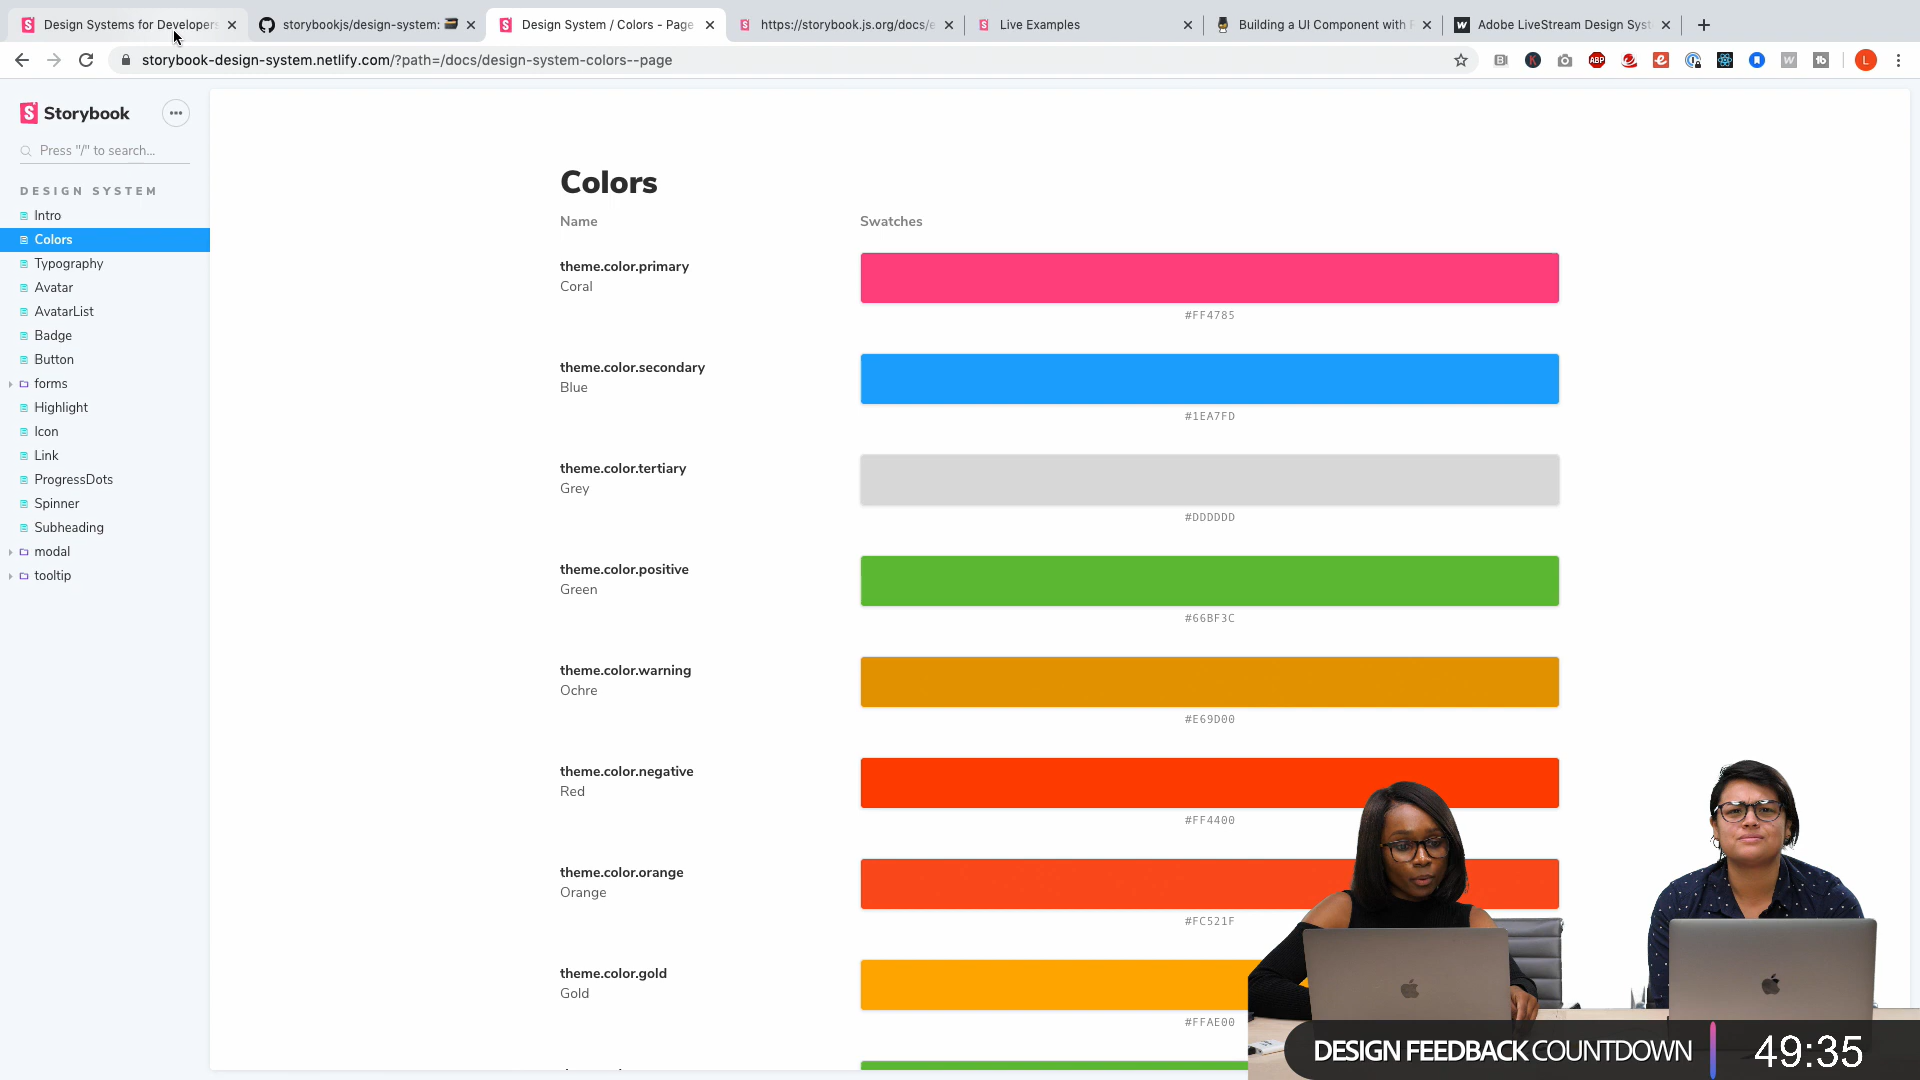 Design Systems for Developers
storybookjs/design-system:
Design System / Colors - Page
https://storybook.js.org/docs/
Live Examples
Building a UI Component with
Adobe LiveStream Design Syst
storybook-design-system.netlify.com/?path=/docs/design-system-colors--page
ABP
L
Storybook
Press "/" to search...
DESIGN SYSTEM
Intro
Colors
Typography
Avatar
AvatarList
Badge
Button
forms
Highlight
Icon
Link
ProgressDots
Spinner
Subheading
modal
tooltip
Colors
Name Swatches
theme.color.primary
Coral
#FF4785
theme.color.secondary
Blue
#1EA7FD
theme.color.tertiary
Grey
#DDDDDD
theme.color.positive
Green
#66BF3C
theme.color.warning
Ochre
#E69D00
theme.color.negative
Red
#FF4400
theme.color.orange
Orange
#FC521F
theme.color.gold
Gold
#FFAE00
DESIGN FEEDBACK COUNTDOWN 49:35